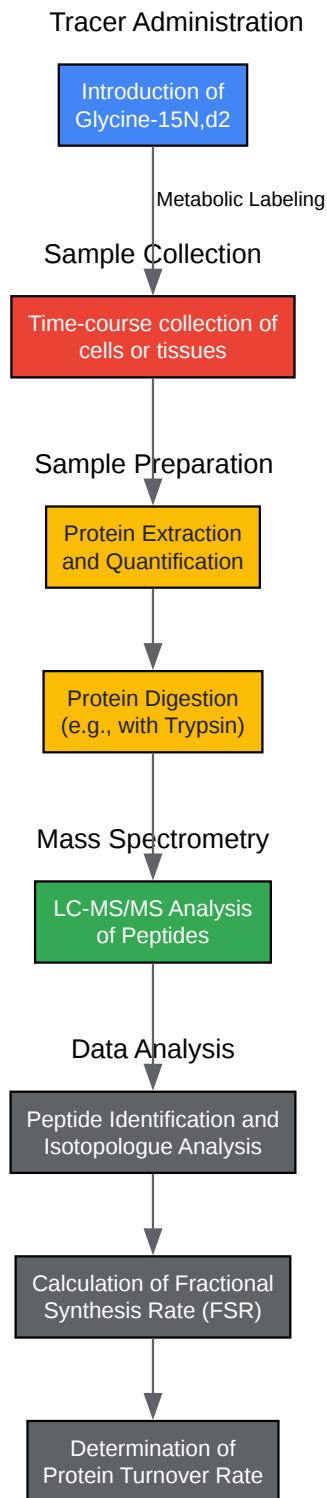 Tracer Administration
Introduction of
Glycine-15N,d2
Metabolic Labeling
Sample Collection
Time-course collection of
cells or tissues
Sample Preparation
Protein Extraction
and Quantification
Protein Digestion
(e.g., with Trypsin)
Mass Spectrometry
LC-MS/MS Analysis
of Peptides
Data Analysis
Peptide Identification and
Isotopologue Analysis
Calculation of Fractional
Synthesis Rate (FSR)
Determination of
Protein Turnover Rate